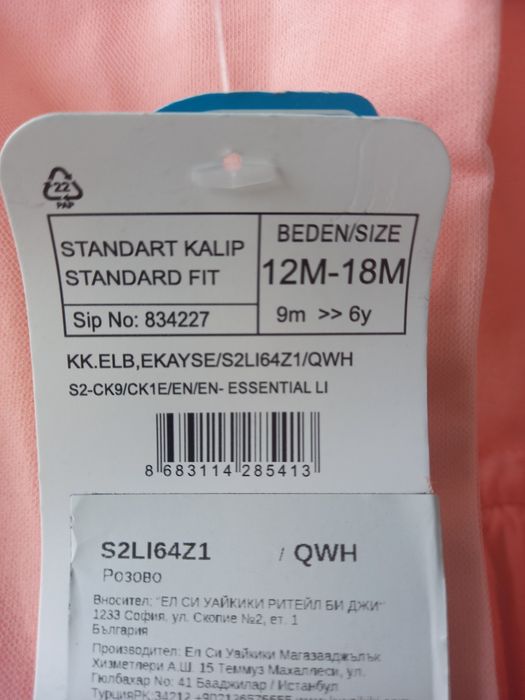 22
PAP
STANDART KALIP
STANDARD FIT
Sip No: 834227
BEDEN/SIZE
12M-18M
9m >> 6y
KK.ELB,EKAYSE/S2LI64Z1/QWH
S2-CK9/CK1E/EN/EN- ESSENTIAL LI
8 683114 285413
S2LI64Z1 / QWH
Розово
Вносител: "ЕЛ СИ УАЙКИКИ РИТЕЙЛ БИ ДЖИ"
1233 София, ул. Скопие №2, ет. 1
България
Производител: Ел Си Уайкики Магазааджълък
Хизметлери А.Ш. 15 Теммуз Махаллеси, ул.
Гюлбахар No: 41 Бааджилар / Истанбул
ТурцияРК:34212